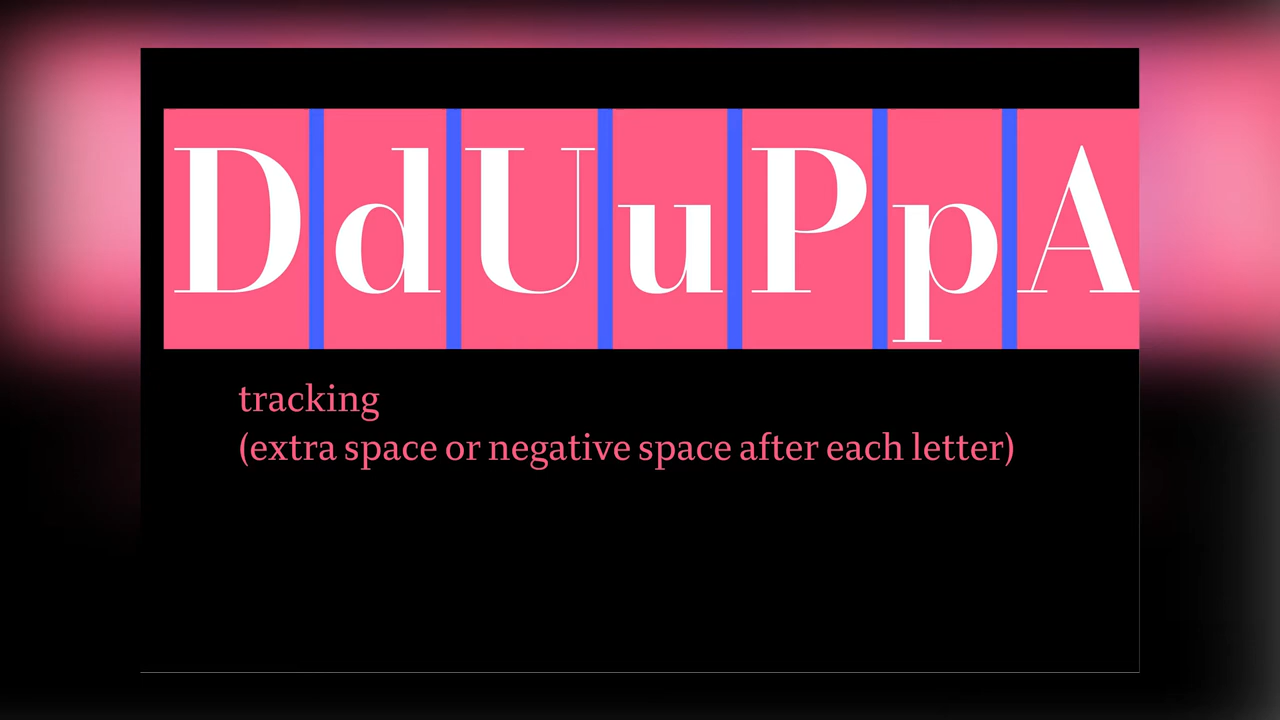 DdUuPpA
tracking
(extra space or negative space after each letter)